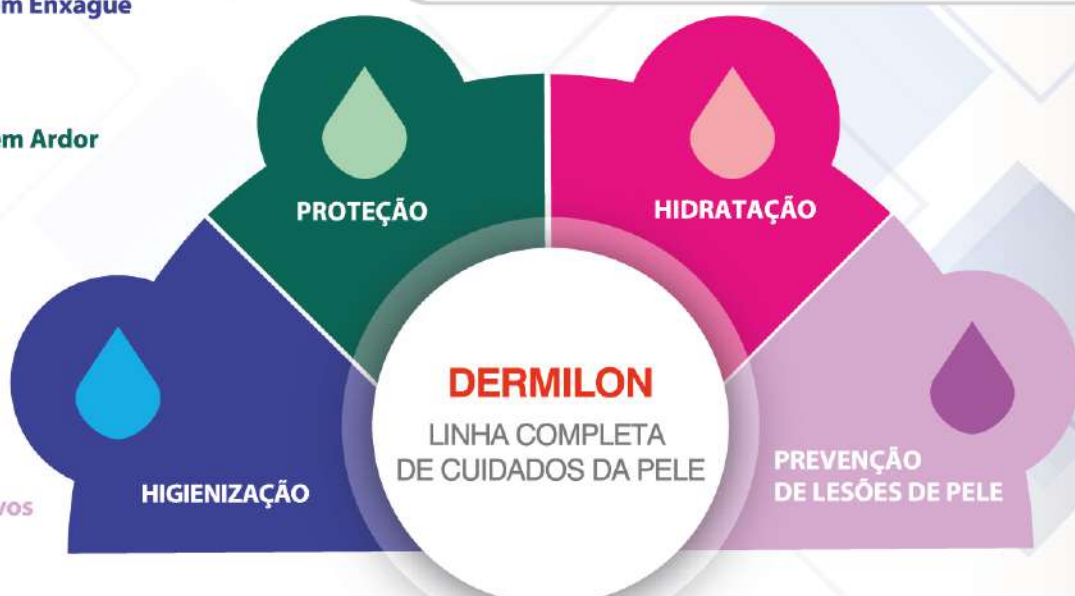 m Enxague
m Ardor
vos
PROTEÇÃO
HIDRATAÇÃO
HIGIENIZAÇÃO
DERMILON
LINHA COMPLETA
DE CUIDADOS DA PELE
PREVENÇÃO
DE LESÕES DE PELE